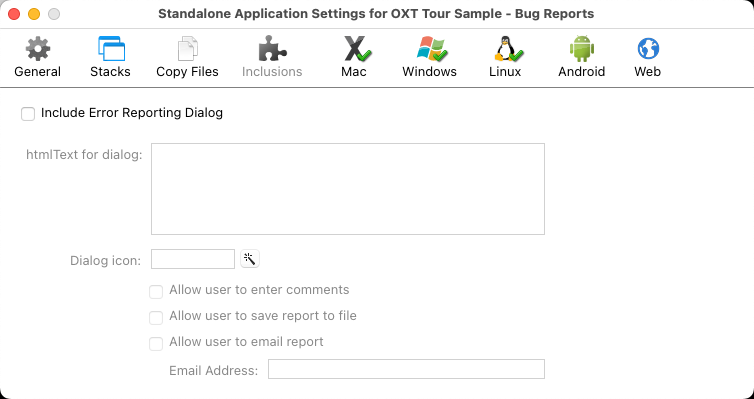 Standalone Application Settings for OXT Tour Sample - Bug Reports
General Stacks Copy Files Inclusions Mac Windows Linux Android Web
Include Error Reporting Dialog
htmlText for dialog:
Dialog icon:
Allow user to enter comments
Allow user to save report to file
Allow user to email report
Email Address: